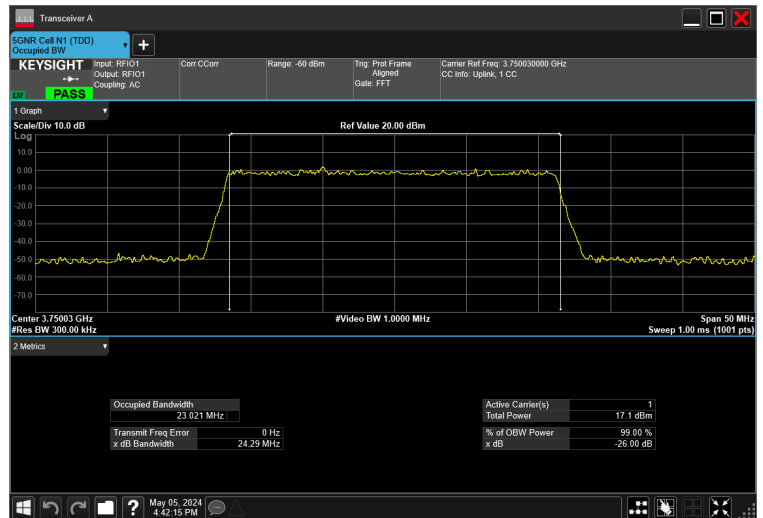 Transceiver A
5GNR Cell N1 (TDD)
Occupied BW
KEYSIGHT
LXI
PASS
Input: RFIO1
Output: RFIO1
Coupling: AC
Corr CCorr
Range: -60 dBm
Trig: Prot Frame
Aligned
Gate: FFT
Carrier Ref Freq: 3.750030000 GHz
CC Info: Uplink, 1 CC
1 Graph
Scale/Div 10.0 dB
Ref Value 20.00 dBm
Log
10.0
0.00
-10.0
-20.0
-30.0
-40.0
-50.0
-60.0
-70.0
Center 3.75003 GHz
#Video BW 1.0000 MHz
Span 50 MHz
#Res BW 300.00 kHz
Sweep 1.00 ms (1001 pts)
2 Metrics
Occupied Bandwidth
23.021 MHz
Transmit Freq Error 0 Hz
x dB Bandwidth 24.29 MHz
Active Carrier(s) 1
Total Power 17.1 dBm
% of OBW Power 99.00 %
x dB -26.00 dB
May 05, 2024
4:42:15 PM